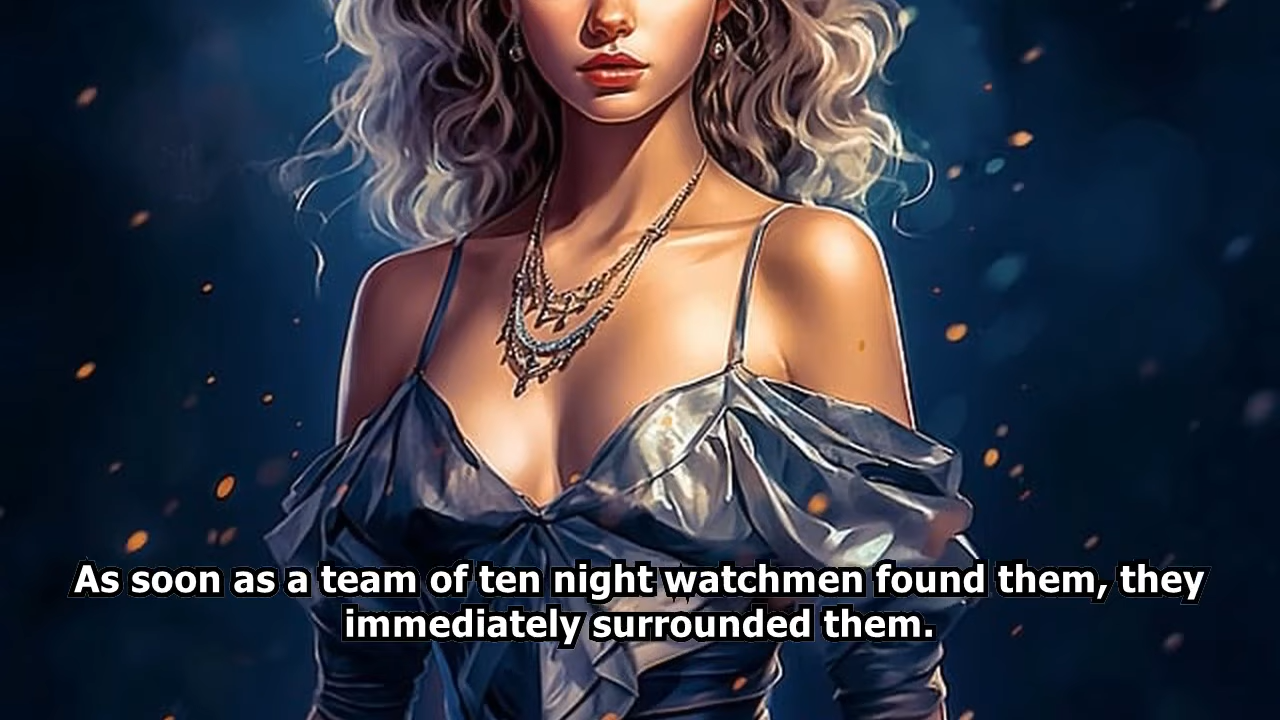 As soon as a team of ten night watchmen found them, they
immediately surrounded them.